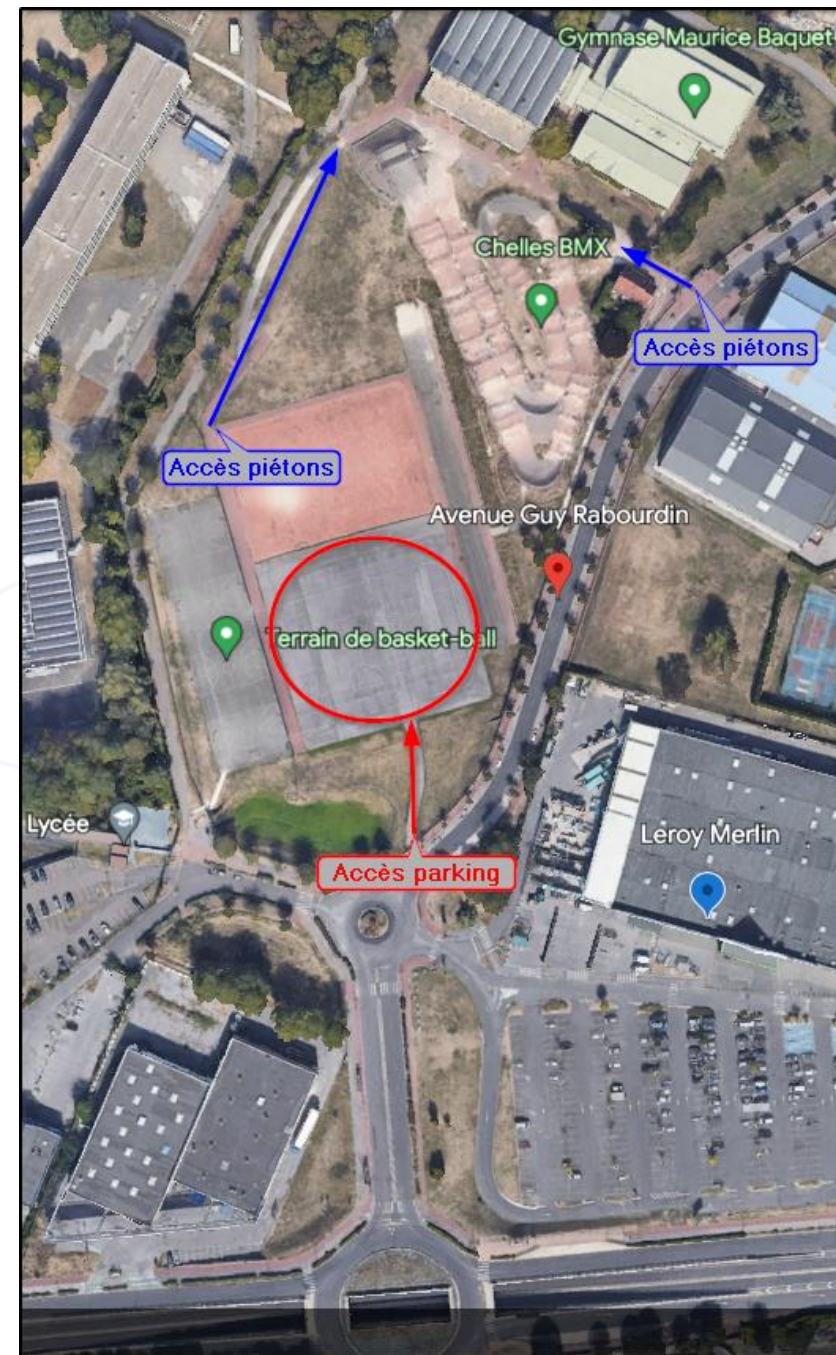 Gymnase Maurice Baquet
Chelles BMX
Accès piétons
Accès piétons
Avenue Guy Rabourdin
Terrain de basket-ball
Lycée
Leroy Merlin
Accès parking